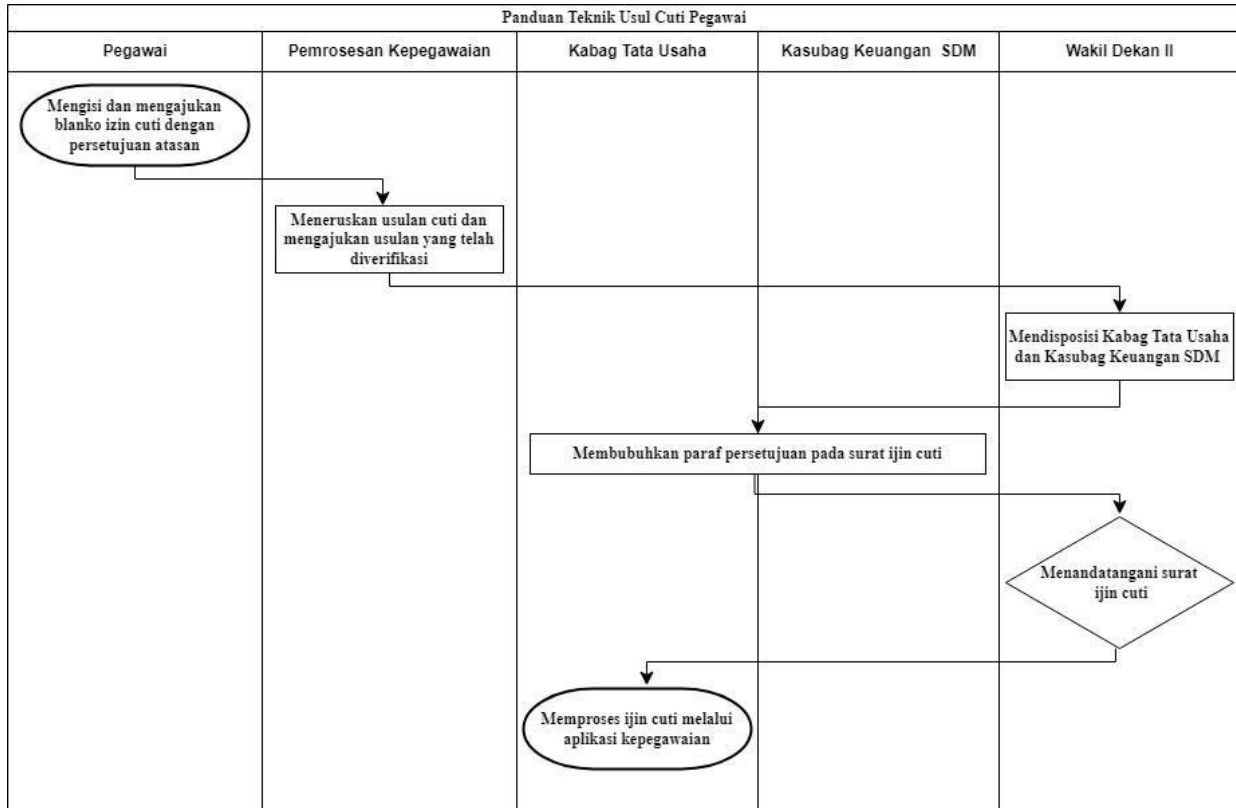 Panduan Teknik Usul Cuti Pegawai
Pegawai
Pemrosesan Kepegawaian
Kabag Tata Usaha
Kasubag Keuangan SDM
Wakil Dekan II
Mengisi dan mengajukan
blanko izin cuti dengan
persetujuan atasan
Meneruskan usulan cuti dan
mengajukan usulan yang telah
diverifikasi
Mendisposisi Kabag Tata Usaha
dan Kasubag Keuangan SDM
Membubuhkan paraf persetujuan pada surat ijin cuti
Menandatangani surat
ijin cuti
Memproses ijin cuti melalui
aplikasi kepegawaian